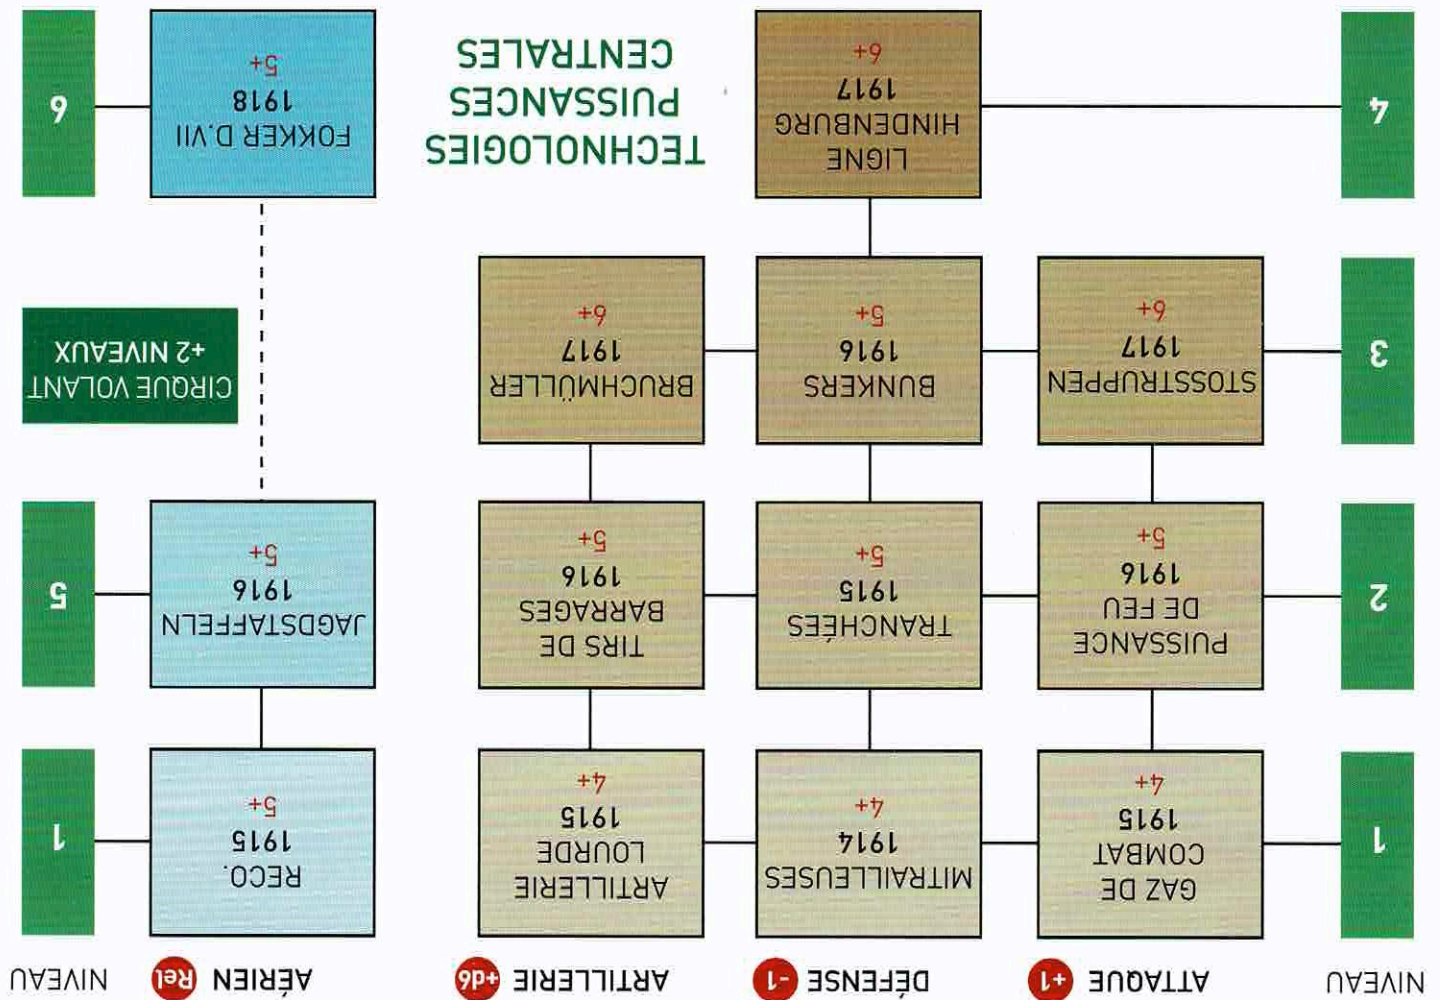 NIVEAU ATTAQUE +1 DÉFENSE -1 ARTILLERIE +d6 AÉRIEN Rel NIVEAU
1
GAZ DE
COMBAT
1915
4+
MITRAILLEUSES
1914
4+
ARTILLERIE
LOURDE
1915
4+
RECO.
1915
5+
1
2
PUISSANCE
DE FEU
1916
5+
TRANCHÉES
1915
5+
TIRS DE
BARRAGES
1916
5+
JAGDSTAFFELN
1916
5+
5
3
STOSSTRUPPEN
1917
6+
BUNKERS
1916
5+
BRUCHMÜLLER
1917
6+
CIRQUE VOLANT
+2 NIVEAUX
4
LIGNE
HINDENBURG
1917
6+
TECHNOLOGIES
PUISSANCES
CENTRALES
FOKKER D.VII
1918
5+
6